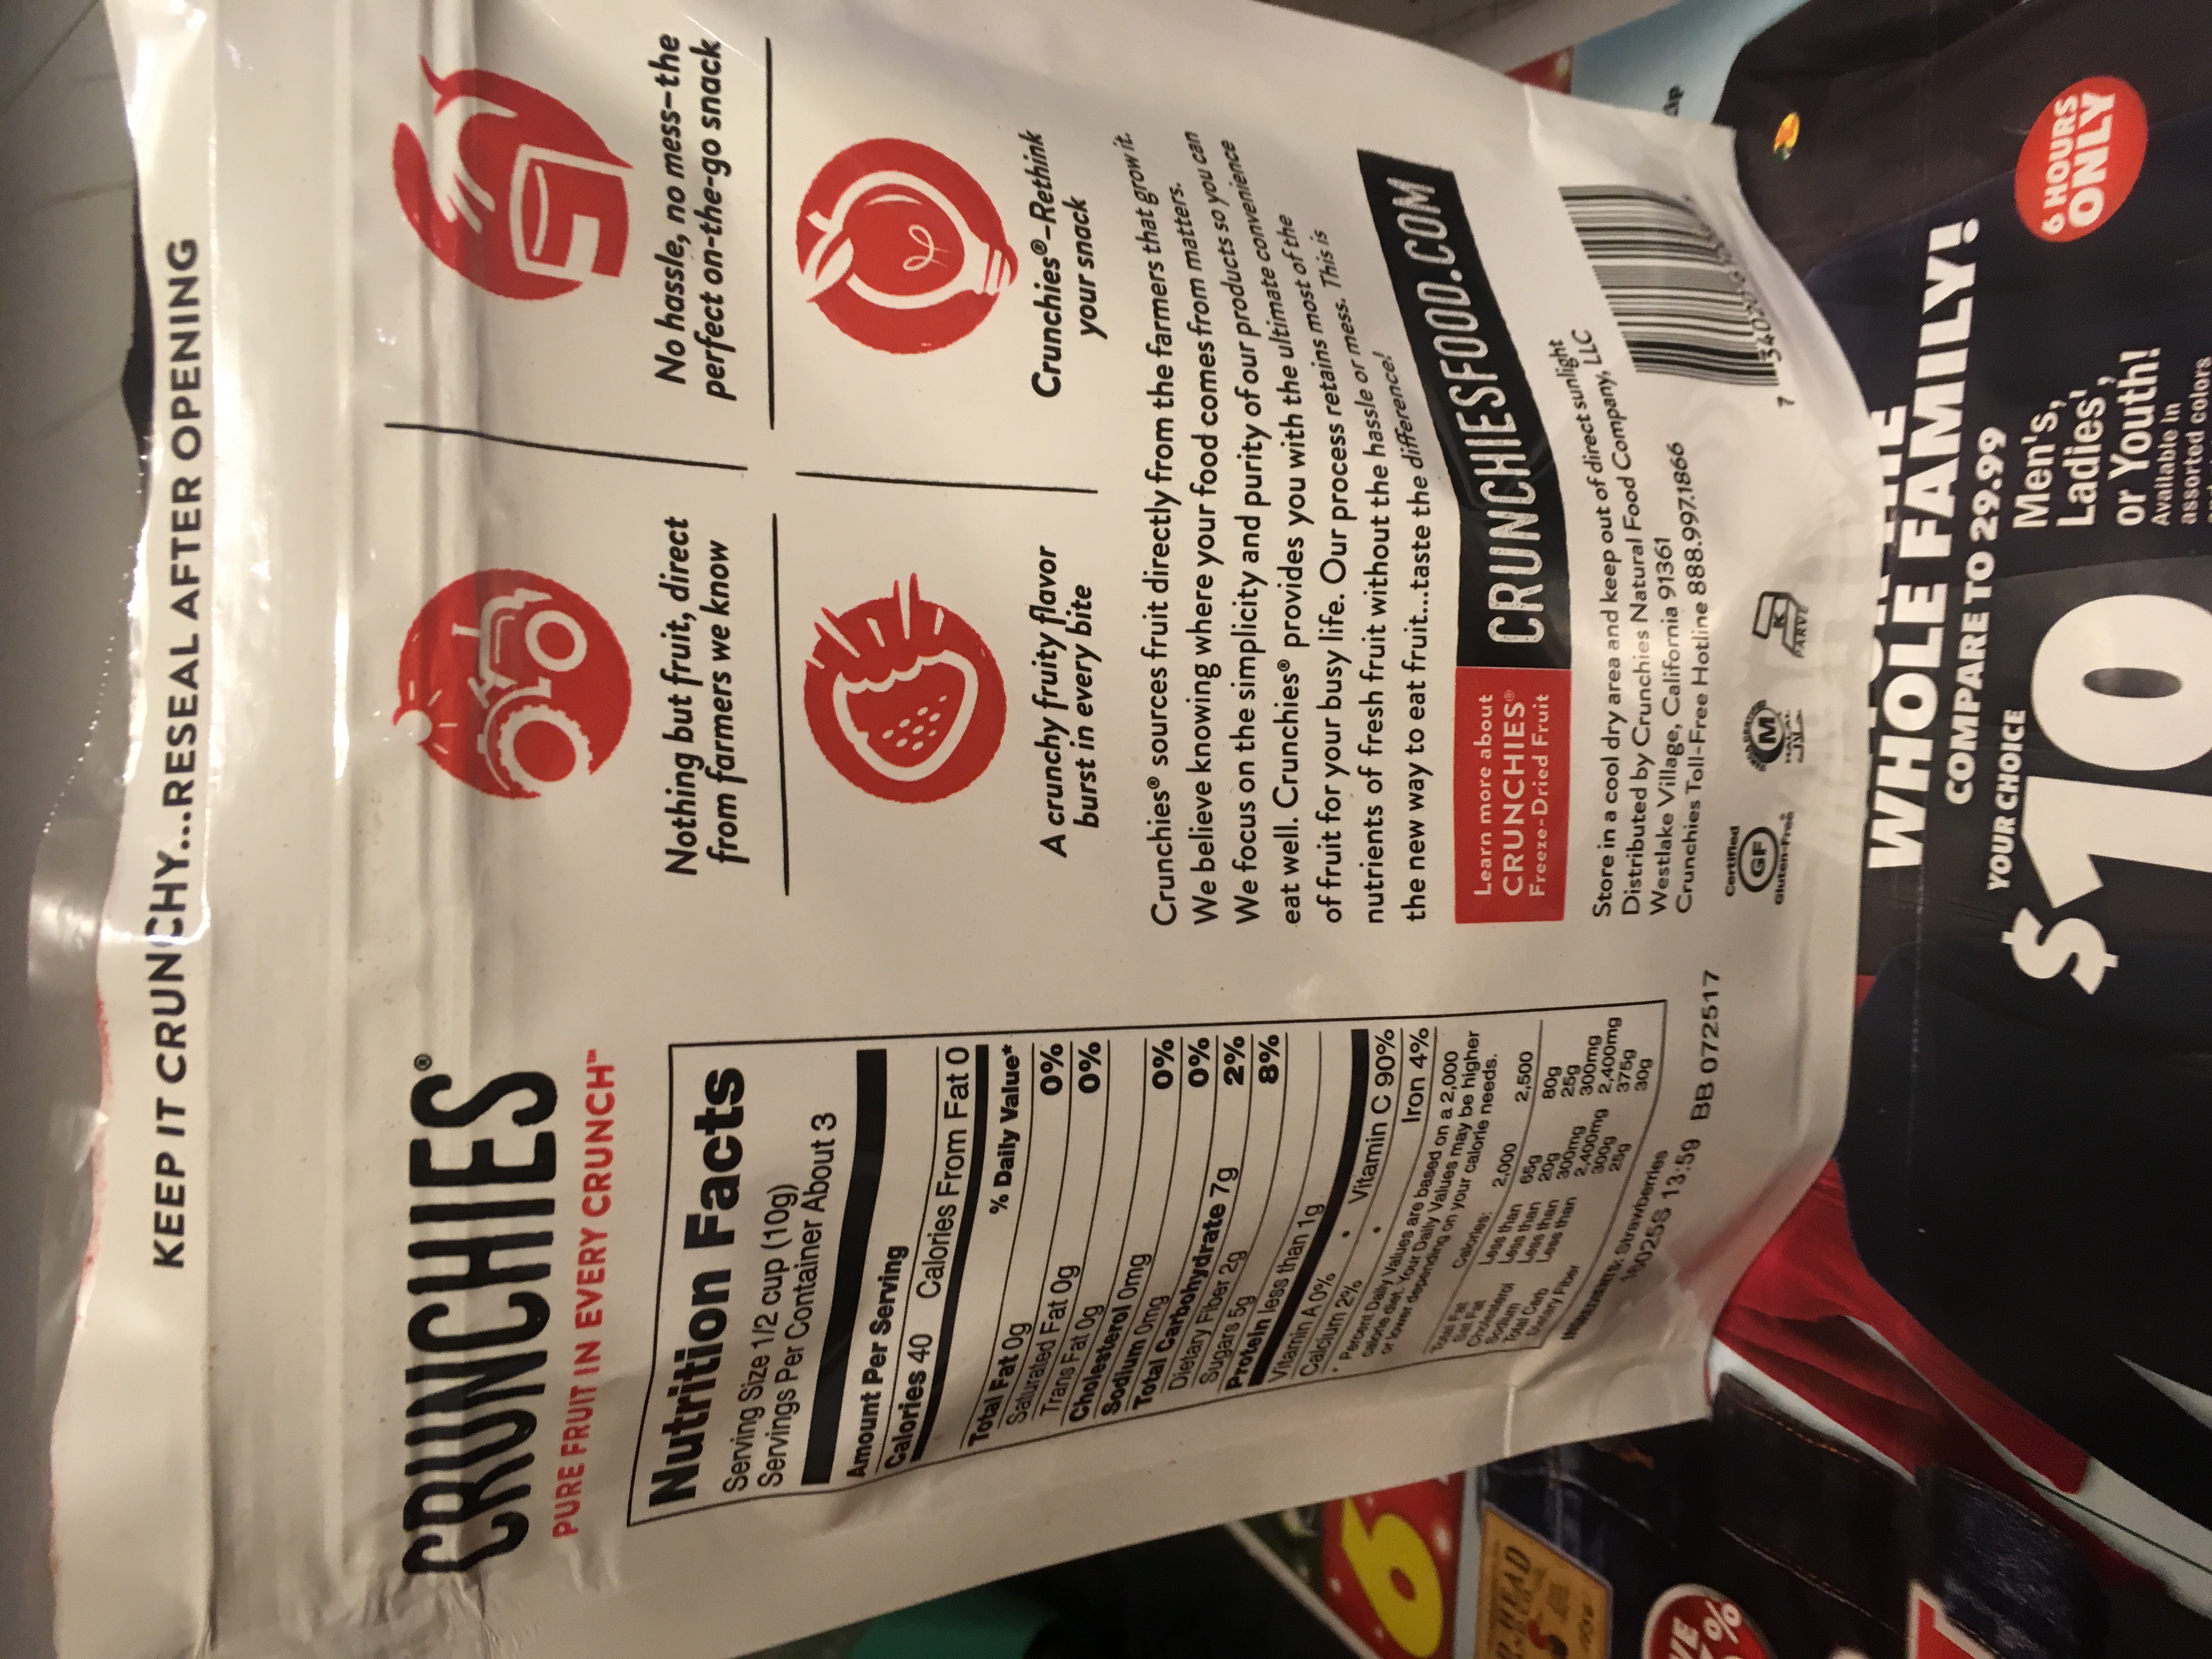 KEEP IT CRUNCHY...RESEAL AFTER OPENING
CRUNCHIES®
PURE FRUIT IN EVERY CRUNCH™
Nutrition Facts
Serving Size 1/2 cup (10g)
Servings Per Container About 3
Amount Per Serving
Calories 40 Calories From Fat 0
% Daily Value*
Total Fat 0g 0%
Saturated Fat 0g 0%
Trans Fat 0g
Cholesterol 0mg 0%
Sodium 0mg 0%
Total Carbohydrate 7g 2%
Dietary Fiber 2g 8%
Sugars 5g
Protein less than 1g
Vitamin A 0% • Vitamin C 90%
Calcium 2% • Iron 4%
* Percent Daily Values are based on a 2,000
calorie diet. Your Daily Values may be higher
or lower depending on your calorie needs.
Calories: 2,000 2,500
Total Fat Less than 65g 80g
Sat Fat Less than 20g 25g
Cholesterol Less than 300mg 300mg
Sodium Less than 2,400mg 2,400mg
Total Carb 300g 375g
Dietary Fiber 25g 30g
Ingredients: Strawberries
16025S 13:59 BB 072517
Nothing but fruit, direct
from farmers we know
No hassle, no mess–the
perfect on-the-go snack
A crunchy fruity flavor
burst in every bite
Crunchies®–Rethink
your snack
Crunchies® sources fruit directly from the farmers that grow it.
We believe knowing where your food comes from matters.
We focus on the simplicity and purity of our products so you can
eat well. Crunchies® provides you with the ultimate convenience
of fruit for your busy life. Our process retains most of the
nutrients of fresh fruit without the hassle or mess. This is
the new way to eat fruit...taste the difference!
Learn more about
CRUNCHIES®
Freeze-Dried Fruit
CRUNCHIESFOOD.COM
Store in a cool dry area and keep out of direct sunlight
Distributed by Crunchies Natural Food Company, LLC
Westlake Village, California 91361
Crunchies Toll-Free Hotline 888.997.1866
Certified
GF
Gluten-Free
M
K
PARVE
7
WHOLE FAMILY!
COMPARE TO 29.99
YOUR CHOICE
$10
Men's,
Ladies',
or Youth!
Available in
assorted colors
6 HOURS
ONLY
6